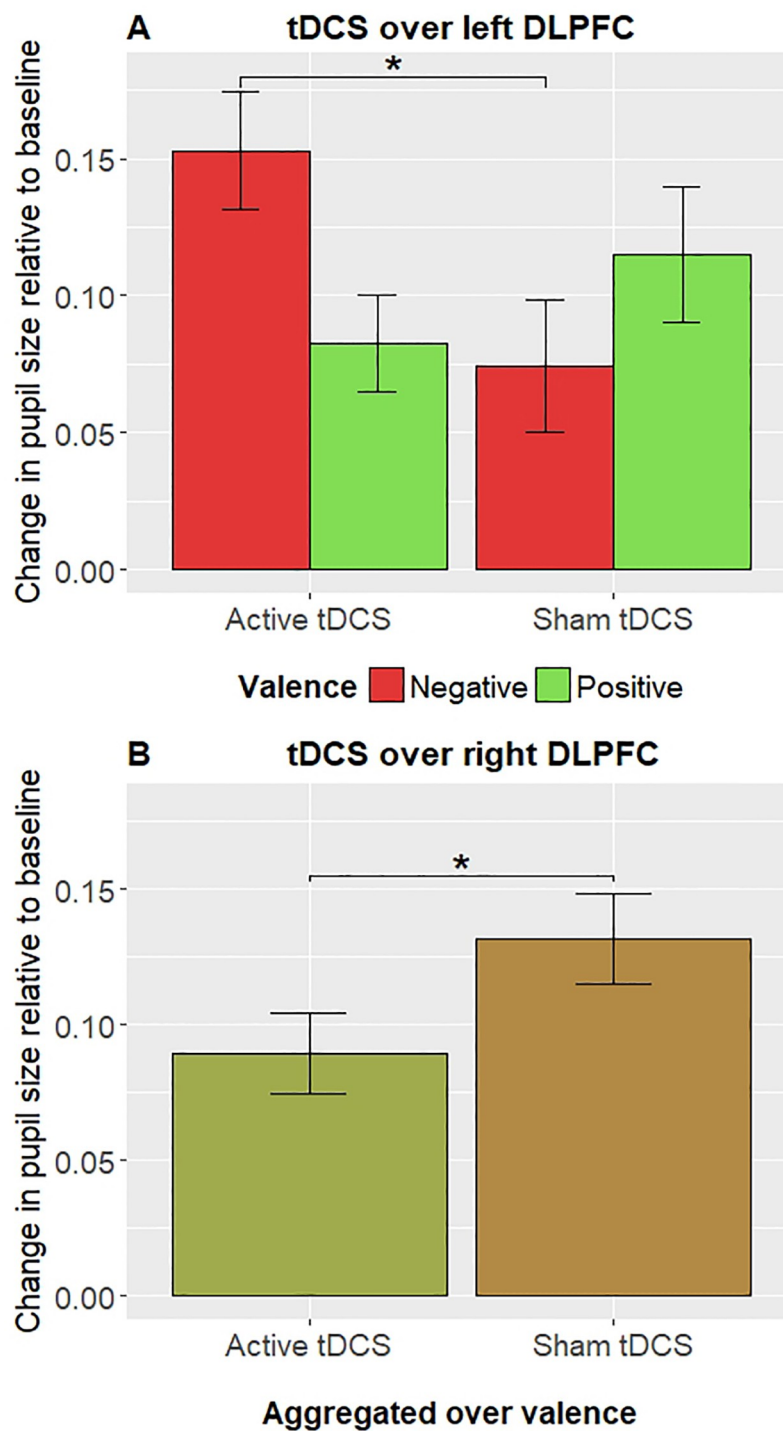 A tDCS over left DLPFC
Change in pupil size relative to baseline
*
0.15
0.10
0.05
0.00
Active tDCS Sham tDCS
Valence Negative Positive
B tDCS over right DLPFC
Change in pupil size relative to baseline
*
0.15
0.10
0.05
0.00
Active tDCS Sham tDCS
Aggregated over valence